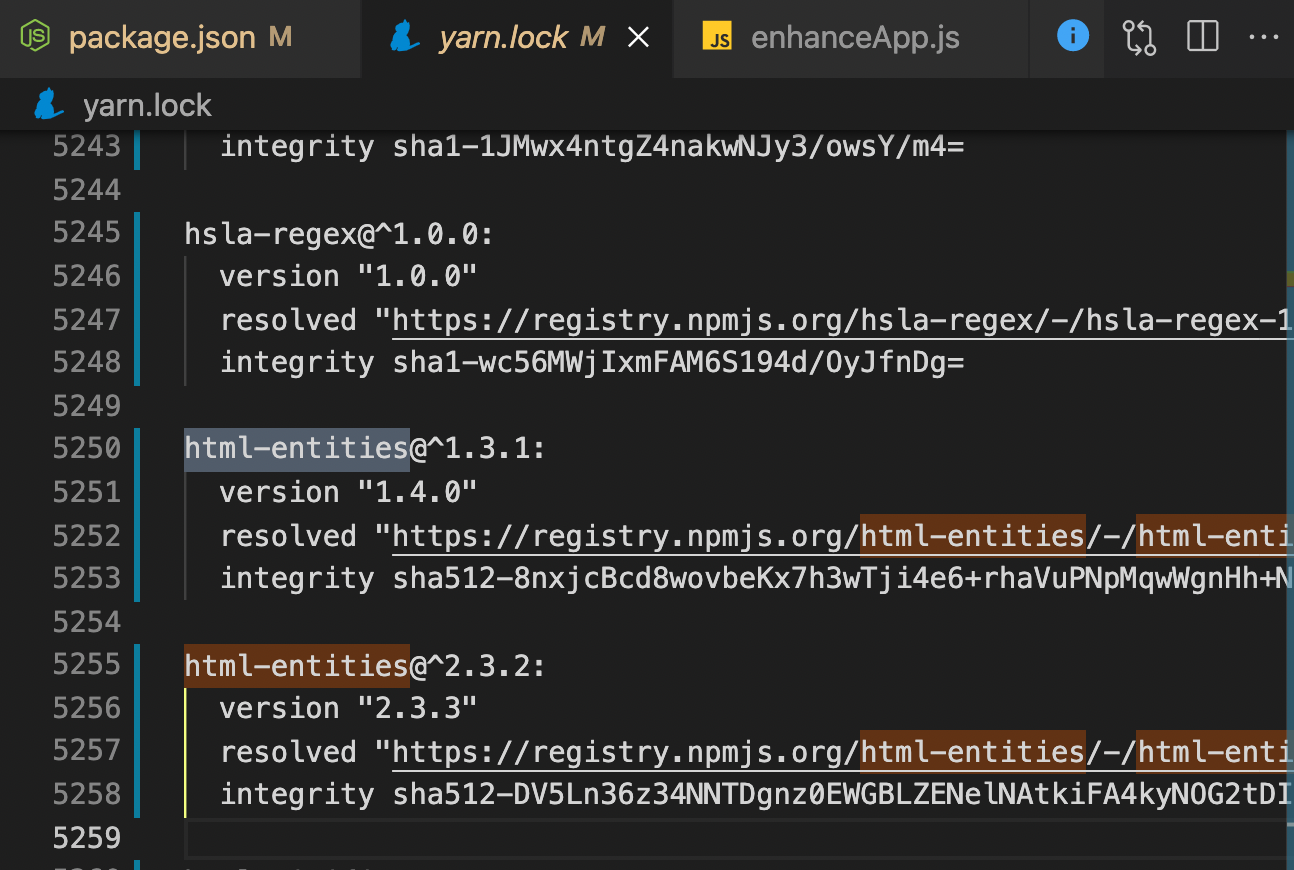 package.json M yarn.lock M JS enhanceApp.js
yarn.lock
5243 integrity sha1-1JMwx4ntgZ4nakwNJy3/owsY/m4=
5244
5245 hsla-regex@^1.0.0:
5246 version "1.0.0"
5247 resolved "https://registry.npmjs.org/hsla-regex/-/hsla-regex-1
5248 integrity sha1-wc56MWjIxmFAM6S194d/OyJfnDg=
5249
5250 html-entities@^1.3.1:
5251 version "1.4.0"
5252 resolved "https://registry.npmjs.org/html-entities/-/html-enti
5253 integrity sha512-8nxjcBcd8wovbeKx7h3wTji4e6+rhaVuPNpMqwWgnHh+N
5254
5255 html-entities@^2.3.2:
5256 version "2.3.3"
5257 resolved "https://registry.npmjs.org/html-entities/-/html-enti
5258 integrity sha512-DV5Ln36z34NNTDgnz0EWGBLZENelNAtkiFA4kyNOG2tDI
5259